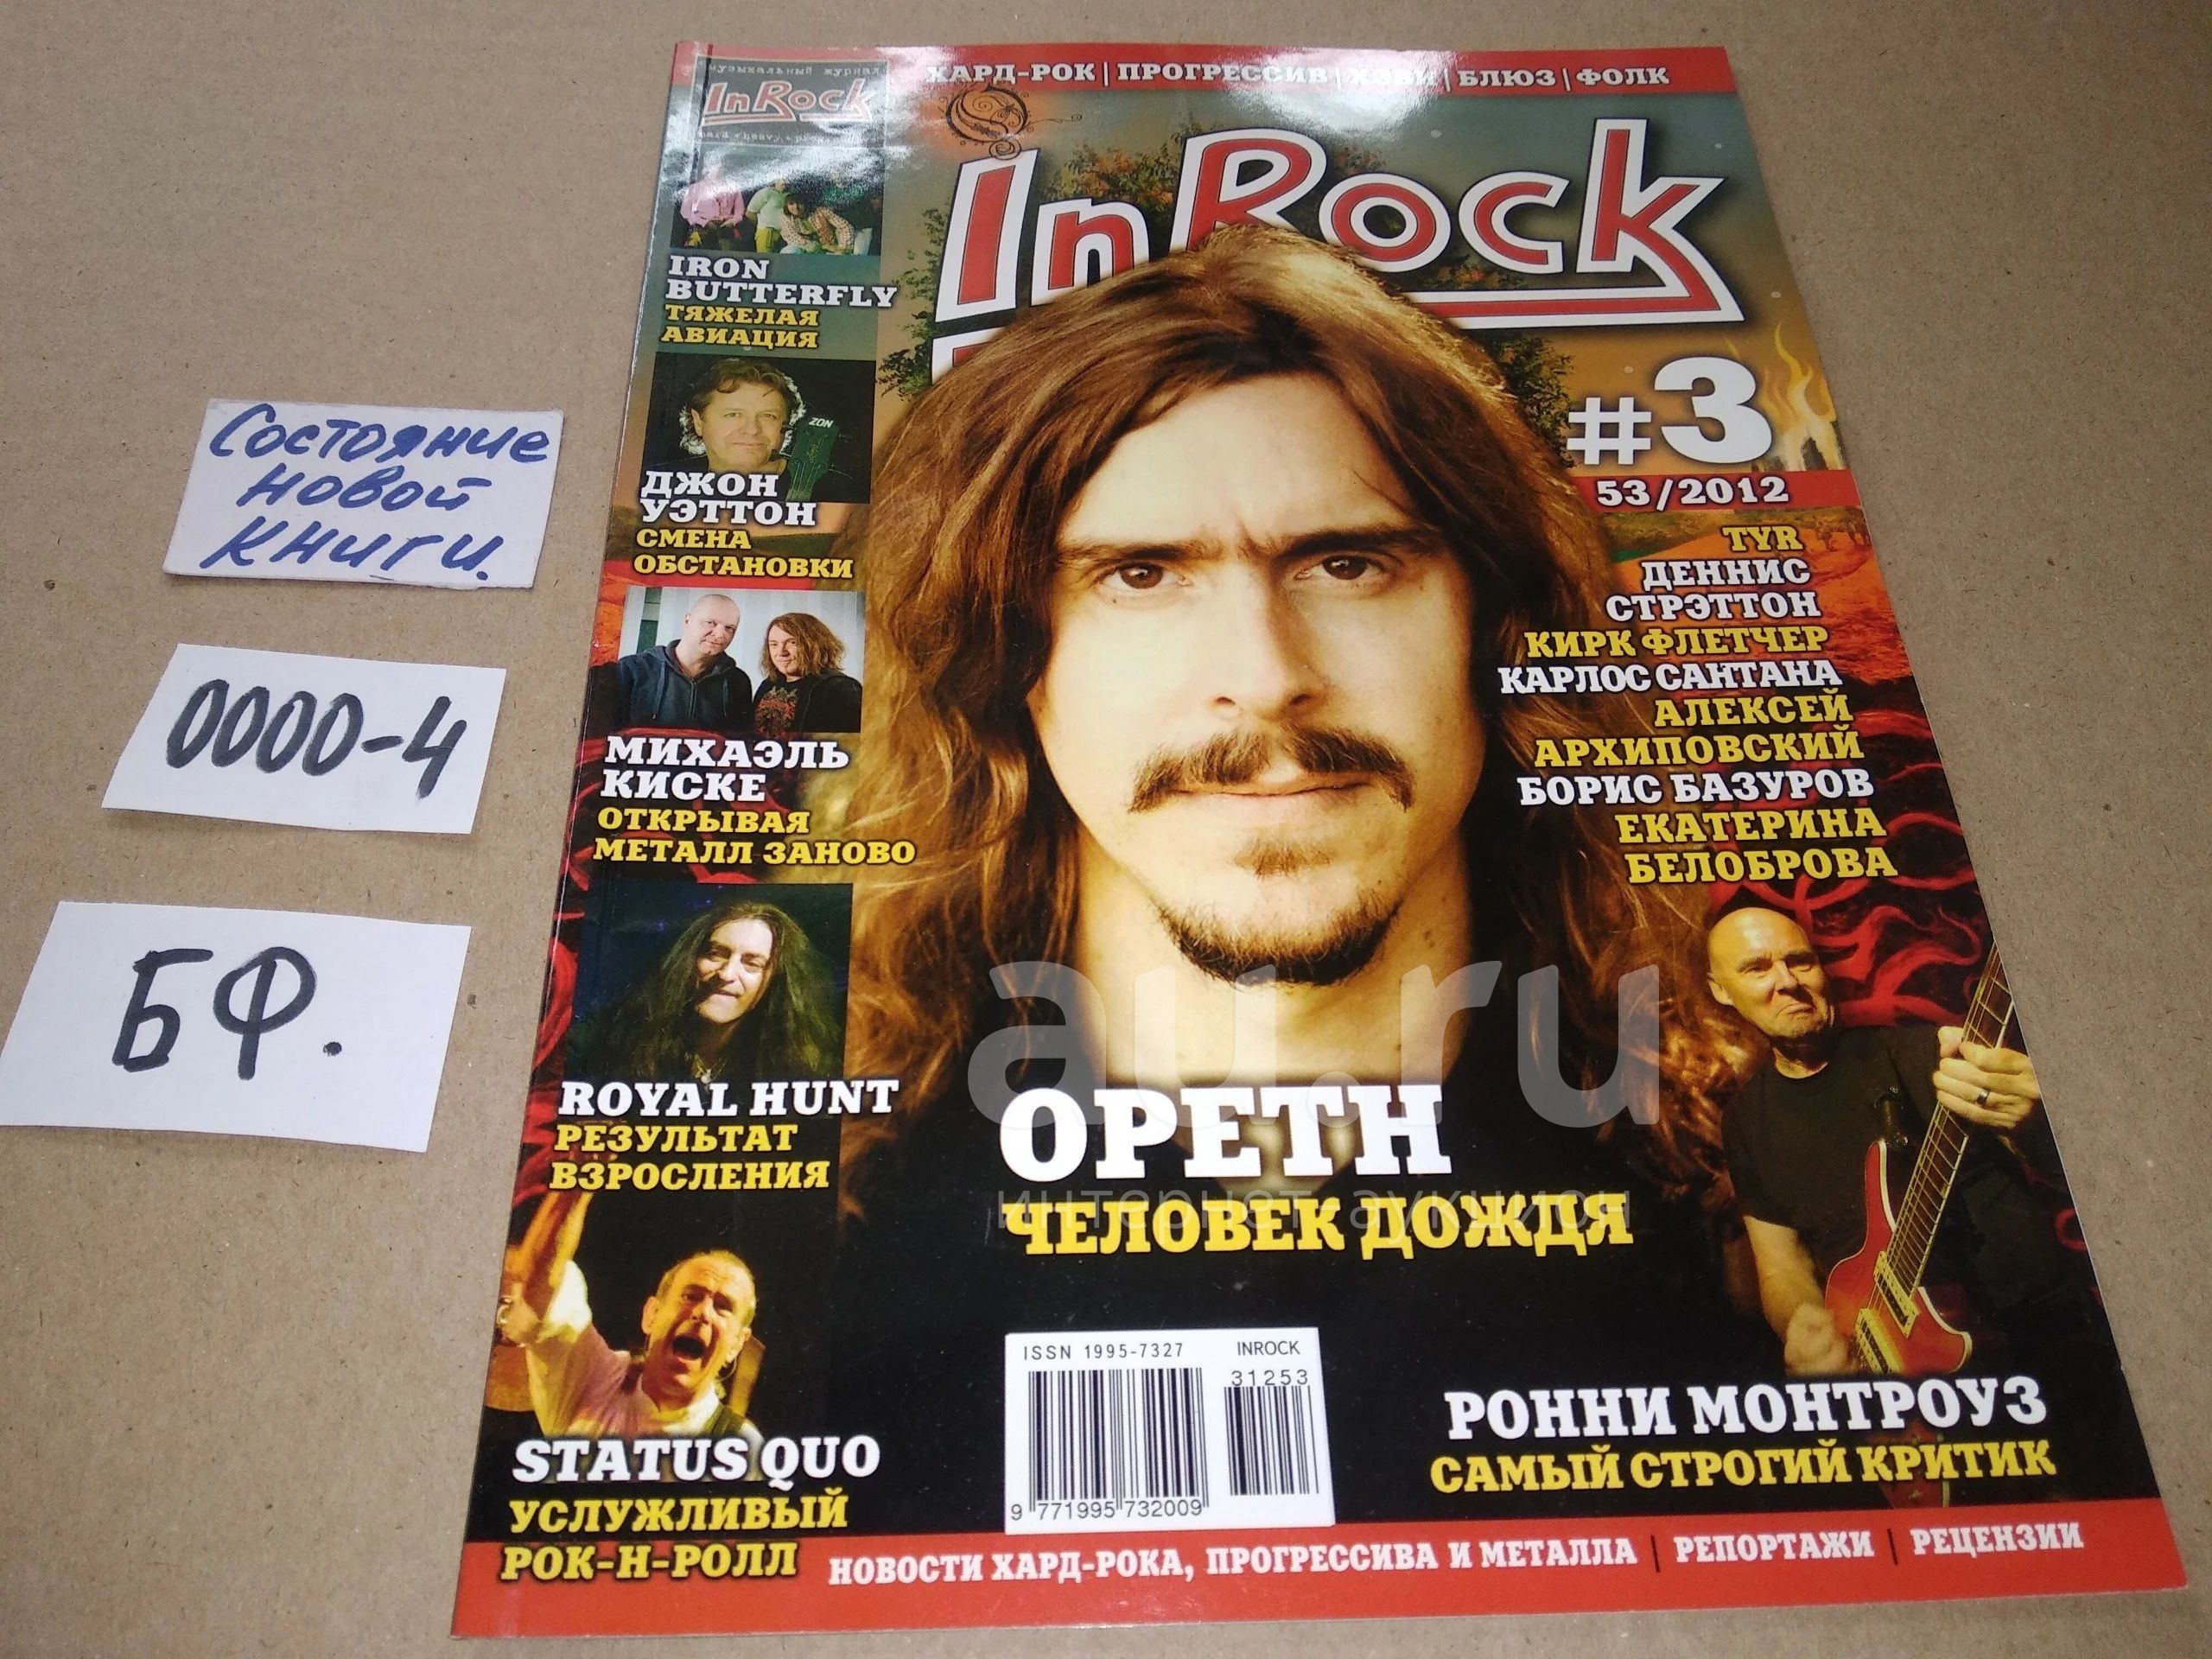 Состояние
новой
книги.
0000-4
БФ.
музыкальный журнал
InRock
ХАРД-РОК | ПРОГРЕССИВ | ХЭВИ | БЛЮЗ | ФОЛК
InRock
#3
53/2012
IRON
BUTTERFLY
ТЯЖЕЛАЯ
АВИАЦИЯ
ZON
ДЖОН
УЭТТОН
СМЕНА
ОБСТАНОВКИ
МИХАЭЛЬ
КИСКЕ
ОТКРЫВАЯ
МЕТАЛЛ ЗАНОВО
ROYAL HUNT
РЕЗУЛЬТАТ
ВЗРОСЛЕНИЯ
STATUS QUO
УСЛУЖЛИВЫЙ
РОК-Н-РОЛЛ
TYR
ДЕННИС
СТРЭТТОН
КИРК ФЛЕТЧЕР
КАРЛОС САНТАНА
АЛЕКСЕЙ
АРХИПОВСКИЙ
БОРИС БАЗУРОВ
ЕКАТЕРИНА
БЕЛОБРОВА
au.ru
интернет-аукцион
OPETH
ЧЕЛОВЕК ДОЖДЯ
ISSN 1995-7327
INROCK
31253
9 771995 732009
РОННИ МОНТРОУЗ
САМЫЙ СТРОГИЙ КРИТИК
НОВОСТИ ХАРД-РОКА, ПРОГРЕССИВА И МЕТАЛЛА | РЕПОРТАЖИ | РЕЦЕНЗИИ